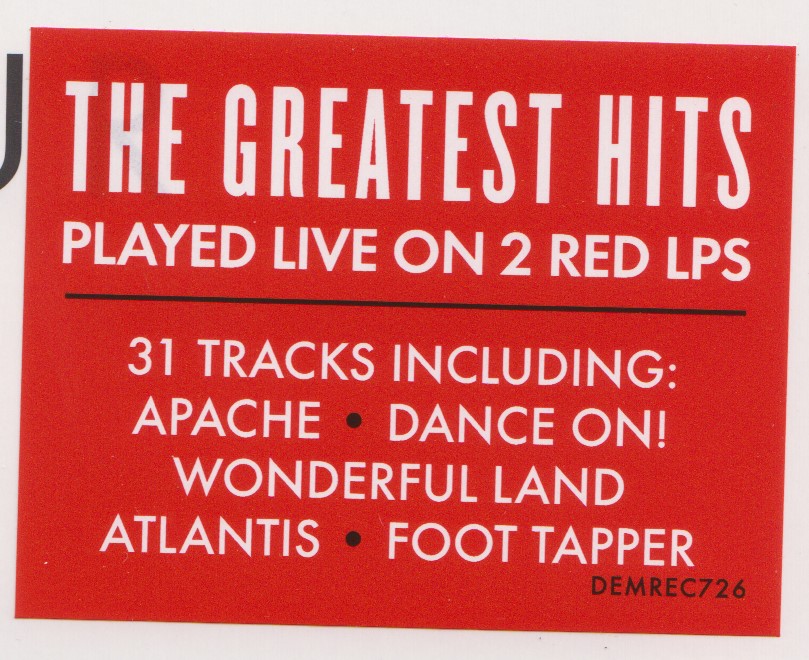 THE GREATEST HITS
PLAYED LIVE ON 2 RED LPS
31 TRACKS INCLUDING:
APACHE • DANCE ON!
WONDERFUL LAND
ATLANTIS • FOOT TAPPER
DEMREC726